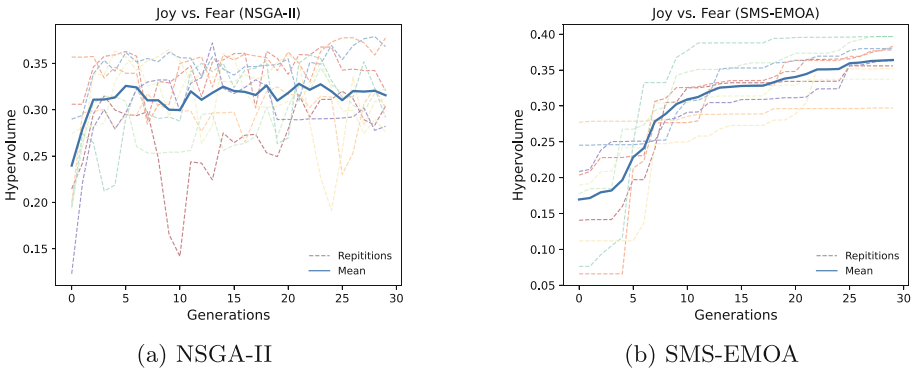 Joy vs. Fear (NSGA-II)
Hypervolume
0.35
0.30
0.25
0.20
0.15
Repititions
Mean
0 5 10 15 20 25 30
Generations
(a) NSGA-II
Joy vs. Fear (SMS-EMOA)
Hypervolume
0.40
0.35
0.30
0.25
0.20
0.15
0.10
0.05
Repititions
Mean
0 5 10 15 20 25 30
Generations
(b) SMS-EMOA